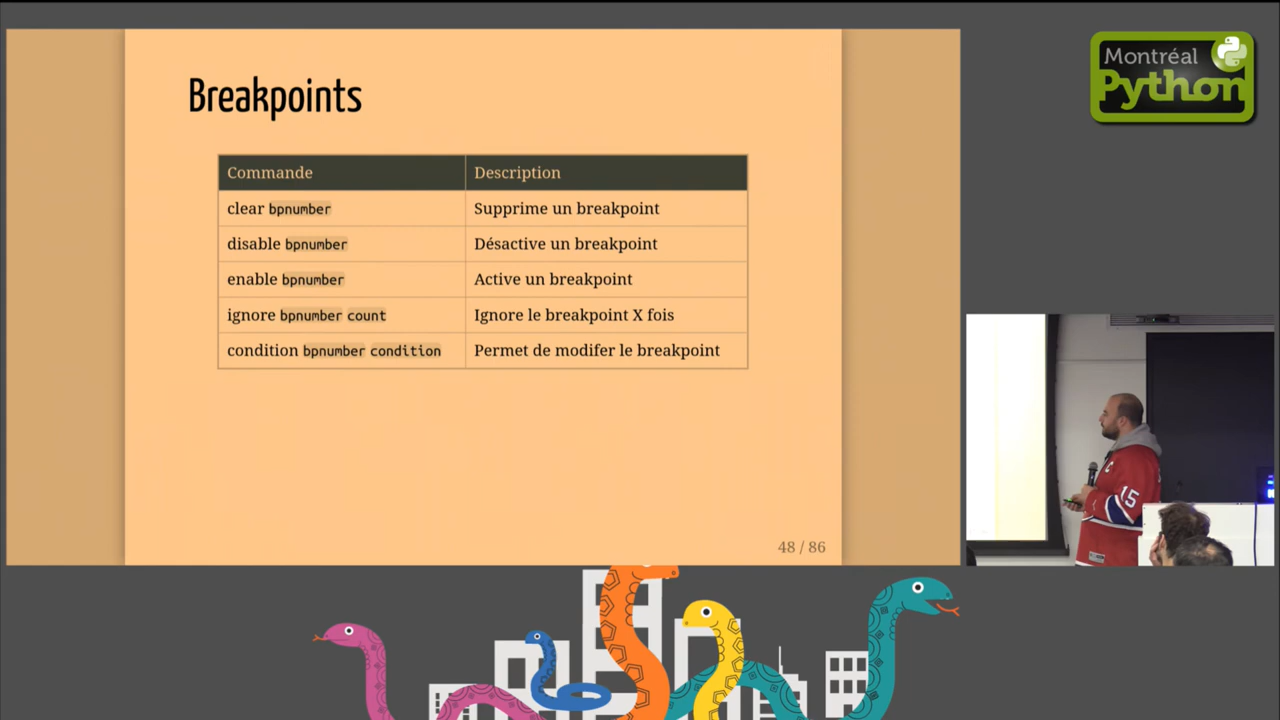 Breakpoints
Commande Description
clear bpnumber Supprime un breakpoint
disable bpnumber Désactive un breakpoint
enable bpnumber Active un breakpoint
ignore bpnumber count Ignore le breakpoint X fois
condition bpnumber condition Permet de modifer le breakpoint
48 / 86
Montréal
Python
C
15